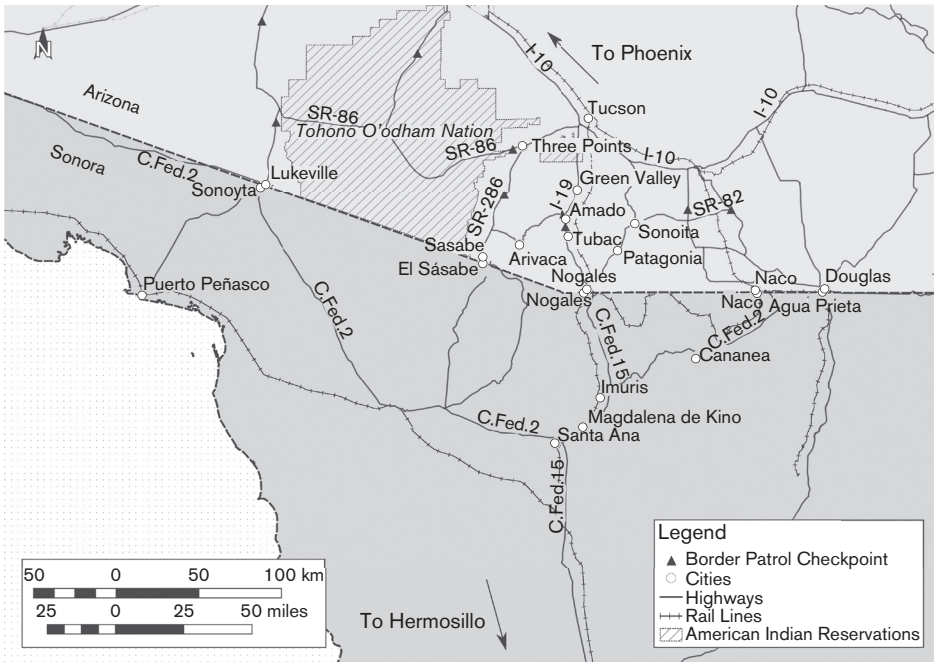 To Phoenix
I-10
N
Arizona
I-10
Tucson
SR-86
Tohono O'odham Nation
SR-86
Three Points
I-10
Sonora
C.Fed.2
Lukeville
Sonoyta
Green Valley
SR-286
I-19
Amado
SR-82
Tubac
Sonoita
Sasabe
Arivaca
Patagonia
El Sásabe
Nogales
Naco
Douglas
Puerto Peñasco
Nogales
Naco
Agua Prieta
C.Fed.2
C.Fed.15
C.Fed.2
Cananea
Imuris
Magdalena de Kino
C.Fed.2
Santa Ana
C.Fed.15
To Hermosillo
50 0 50 100 km
25 0 25 50 miles
Legend
Border Patrol Checkpoint
Cities
Highways
Rail Lines
American Indian Reservations